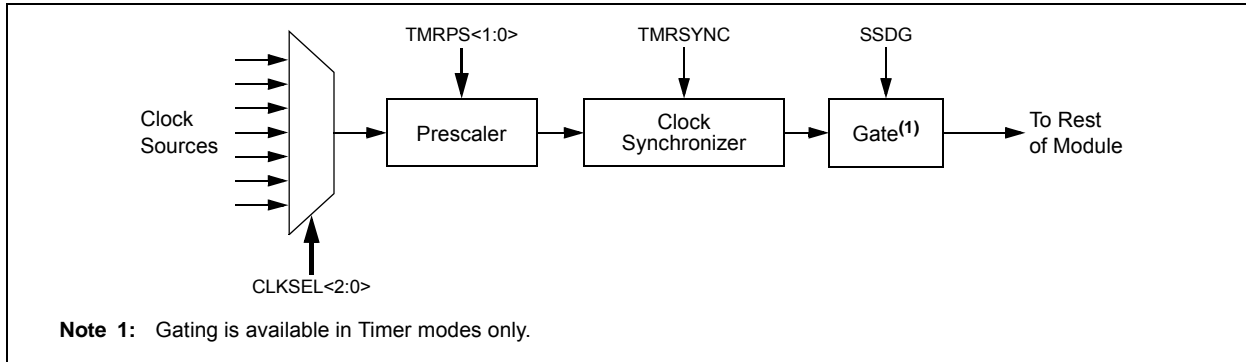 TMRPS<1:0>
TMRSYNC
SSDG
Clock
Sources
Prescaler
Clock
Synchronizer
Gate(1)
To Rest
of Module
CLKSEL<2:0>
Note 1: Gating is available in Timer modes only.